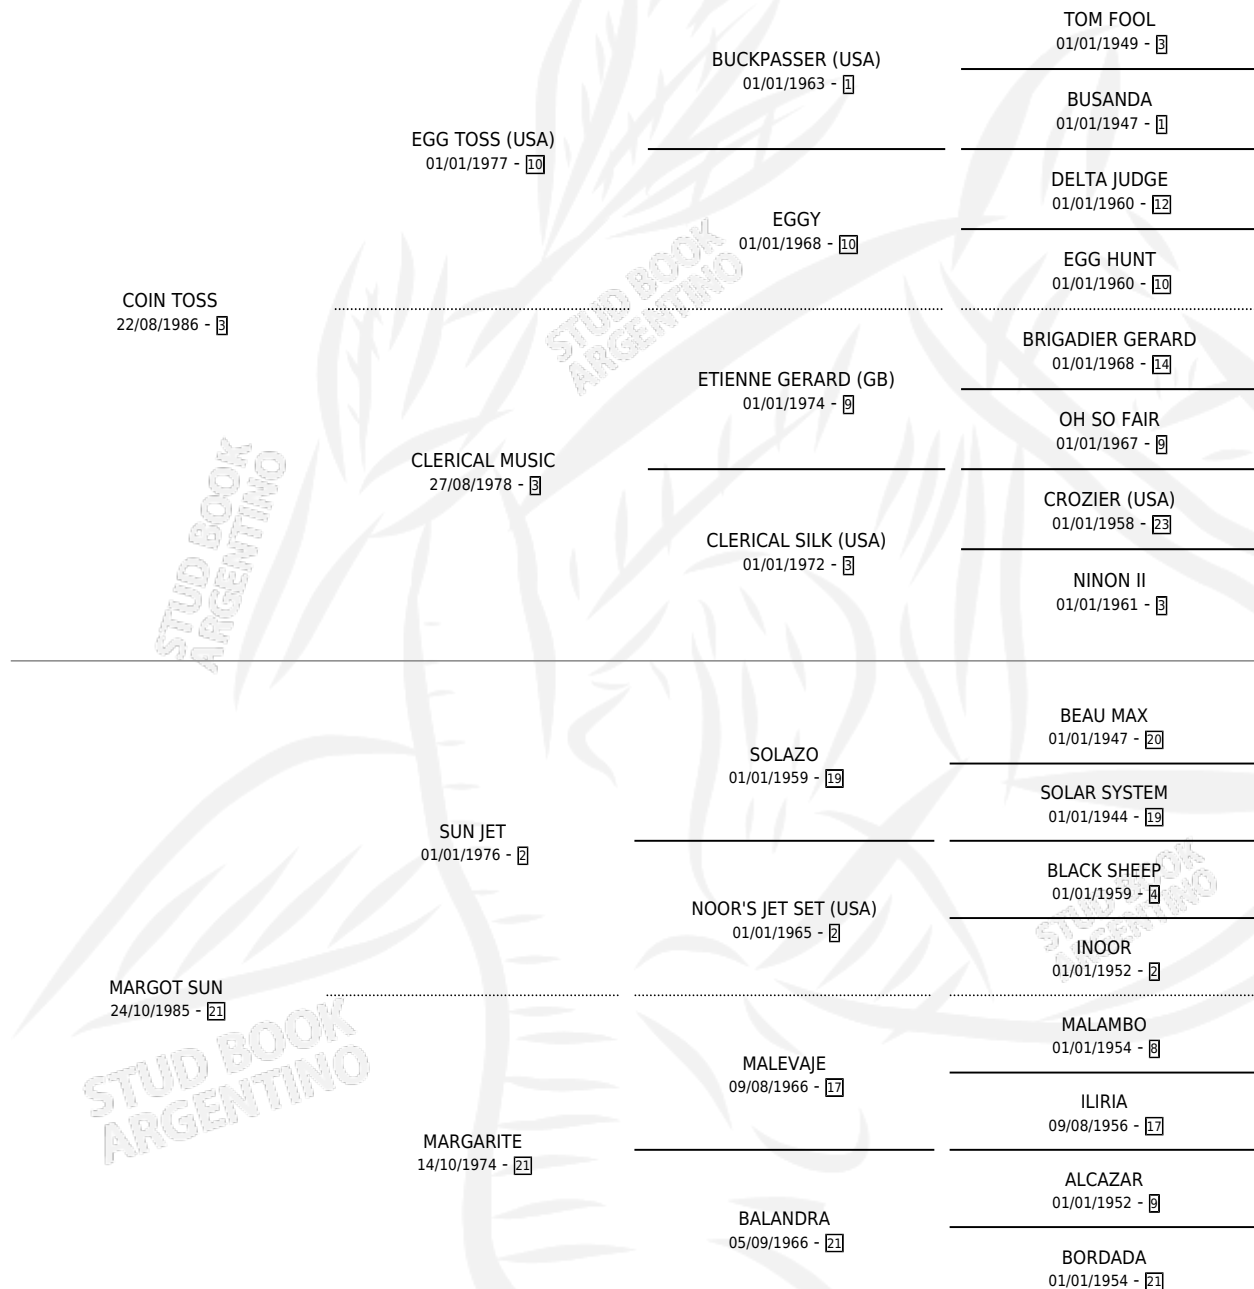 TOM FOOL
01/01/1949 - 3
BUCKPASSER (USA)
01/01/1963 - 1
BUSANDA
01/01/1947 - 1
EGG TOSS (USA)
01/01/1977 - 10
DELTA JUDGE
01/01/1960 - 12
EGGY
01/01/1968 - 10
EGG HUNT
01/01/1960 - 10
COIN TOSS
22/08/1986 - 3
BRIGADIER GERARD
01/01/1968 - 14
ETIENNE GERARD (GB)
01/01/1974 - 9
OH SO FAIR
01/01/1967 - 9
CLERICAL MUSIC
27/08/1978 - 3
CROZIER (USA)
01/01/1958 - 23
CLERICAL SILK (USA)
01/01/1972 - 3
NINON II
01/01/1961 - 3
STUD BOOK
ARGENTINO
STUD BOOK
ARGENTINO
BEAU MAX
01/01/1947 - 20
SOLAZO
01/01/1959 - 19
SOLAR SYSTEM
01/01/1944 - 19
SUN JET
01/01/1976 - 2
BLACK SHEEP
01/01/1959 - 4
NOOR'S JET SET (USA)
01/01/1965 - 2
INOOR
01/01/1952 - 2
MARGOT SUN
24/10/1985 - 21
MALAMBO
01/01/1954 - 8
MALEVAJE
09/08/1966 - 17
ILIRIA
09/08/1956 - 17
MARGARITE
14/10/1974 - 21
ALCAZAR
01/01/1952 - 9
BALANDRA
05/09/1966 - 21
BORDADA
01/01/1954 - 21
STUD BOOK
ARGENTINO
STUD BOOK
ARGENTINO